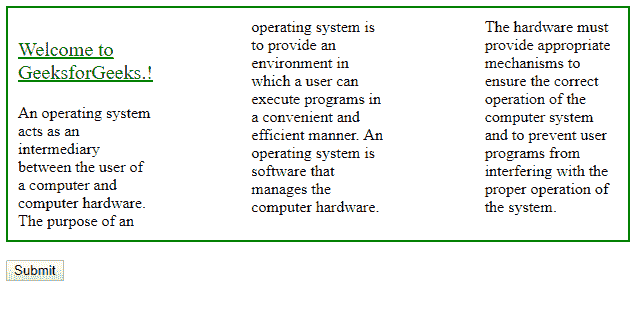 Welcome to
GeeksforGeeks.!
An operating system
acts as an
intermediary
between the user of
a computer and
computer hardware.
The purpose of an
operating system is
to provide an
environment in
which a user can
execute programs in
a convenient and
efficient manner. An
operating system is
software that
manages the
computer hardware.
The hardware must
provide appropriate
mechanisms to
ensure the correct
operation of the
computer system
and to prevent user
programs from
interfering with the
proper operation of
the system.
Submit